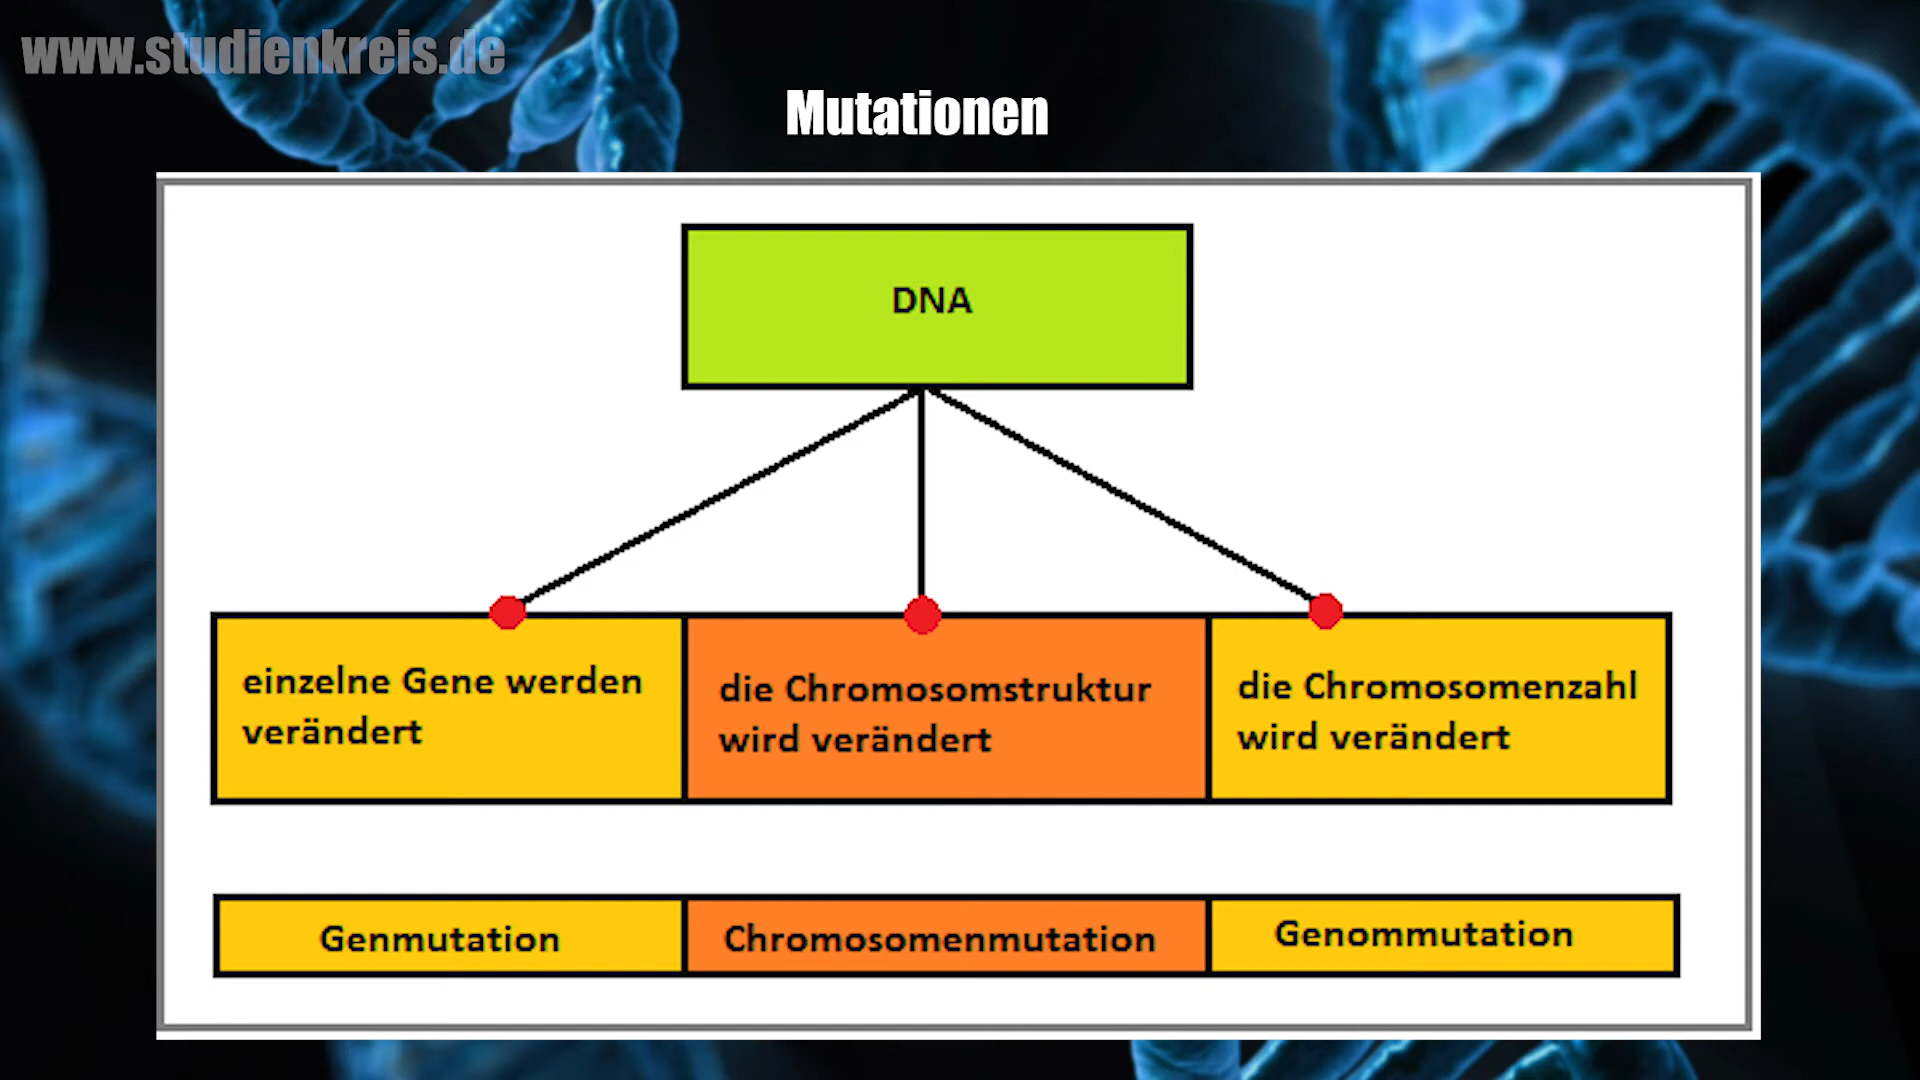 www.studienkreis.de
Mutationen
DNA
einzelne Gene werden
verändert
die Chromosomstruktur
wird verändert
die Chromosomenzahl
wird verändert
Genmutation
Chromosomenmutation
Genommutation